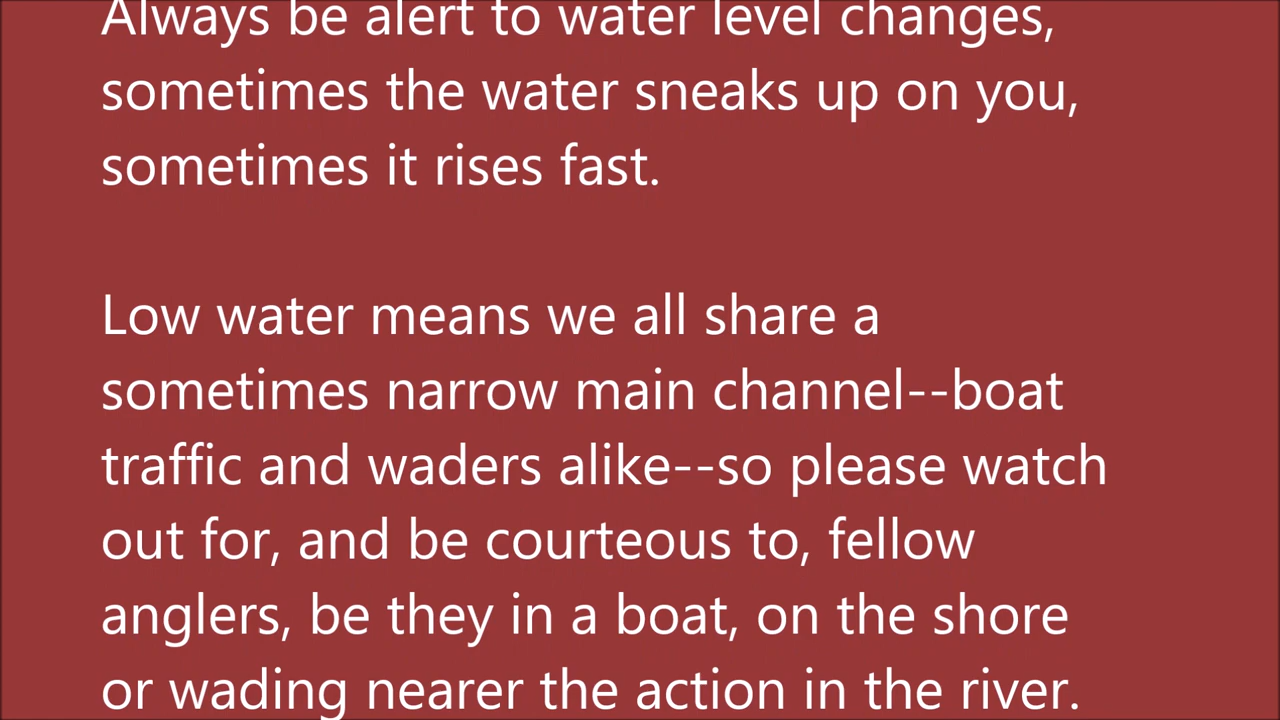 Always be alert to water level changes,
sometimes the water sneaks up on you,
sometimes it rises fast.
Low water means we all share a
sometimes narrow main channel--boat
traffic and waders alike--so please watch
out for, and be courteous to, fellow
anglers, be they in a boat, on the shore
or wading nearer the action in the river.